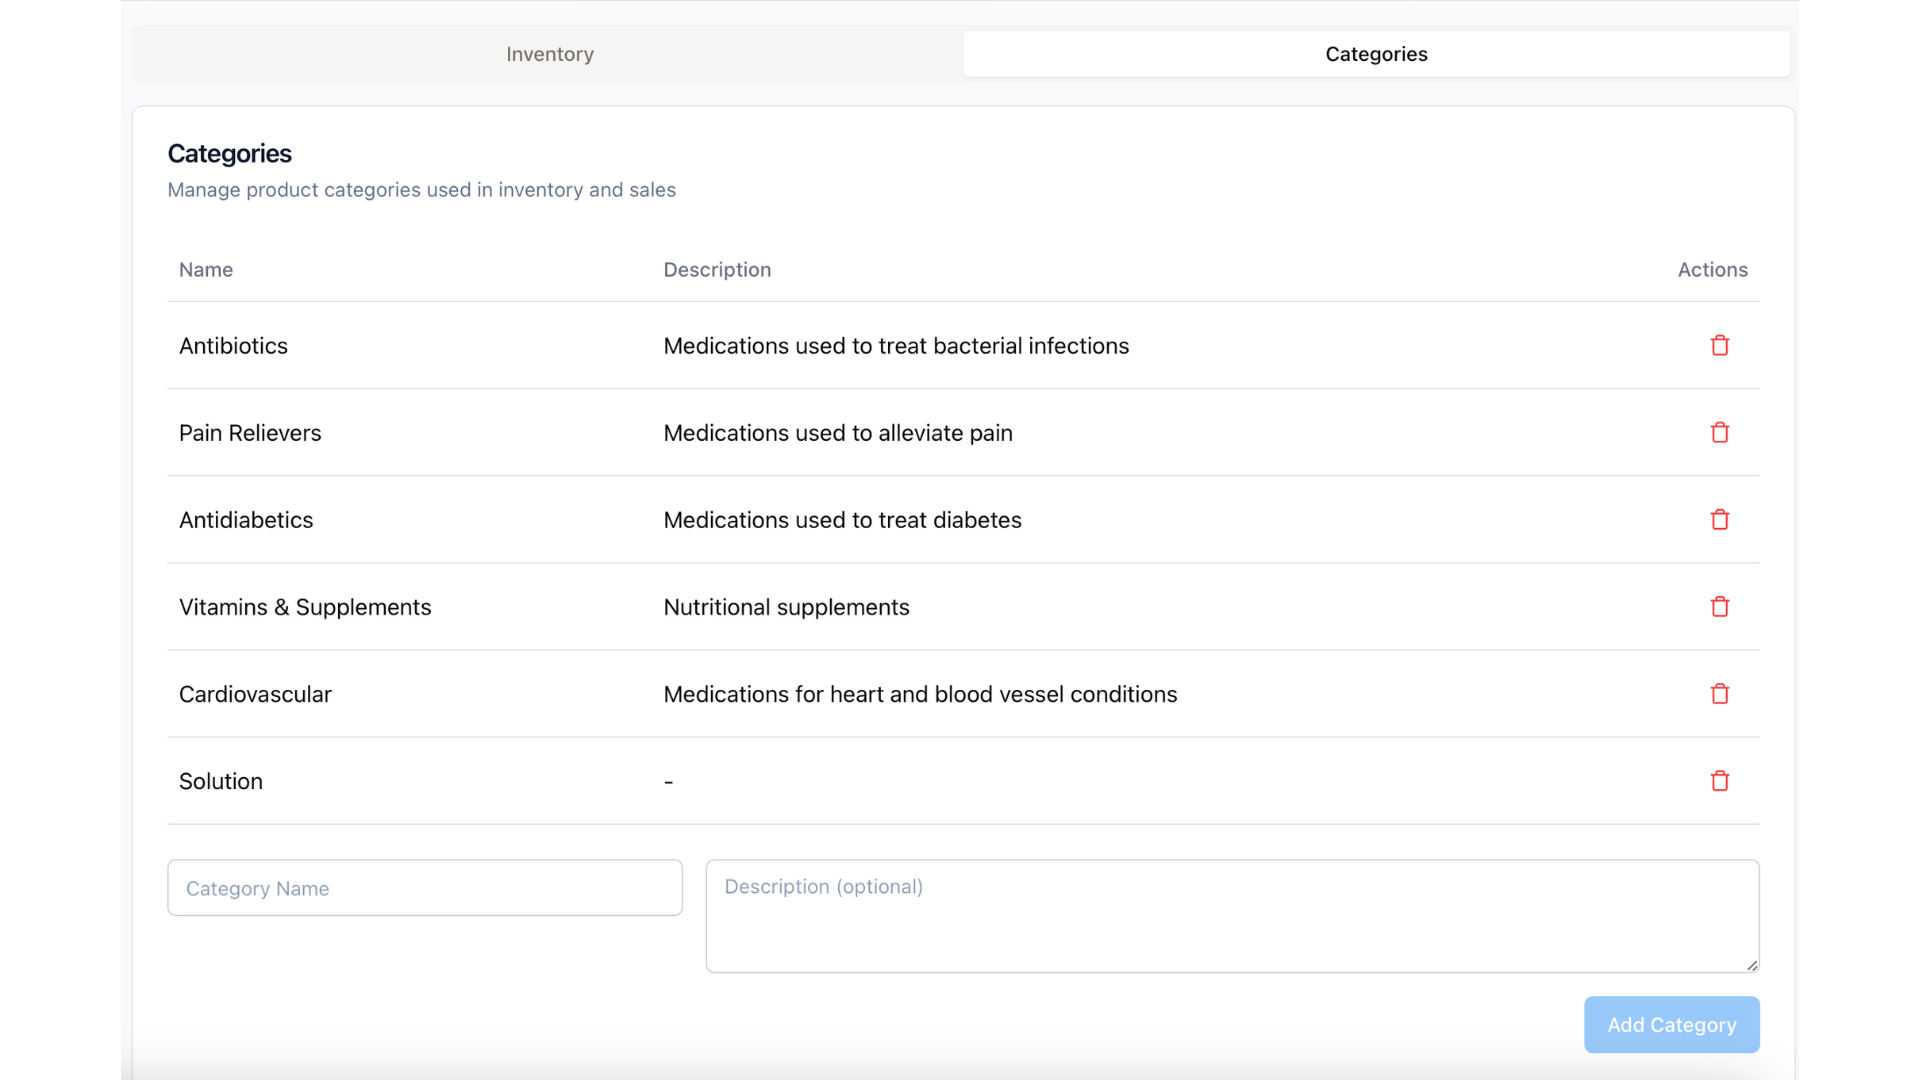 Inventory
Categories
Categories
Manage product categories used in inventory and sales
Name Description Actions
Antibiotics Medications used to treat bacterial infections
Pain Relievers Medications used to alleviate pain
Antidiabetics Medications used to treat diabetes
Vitamins & Supplements Nutritional supplements
Cardiovascular Medications for heart and blood vessel conditions
Solution -
Category Name
Description (optional)
Add Category